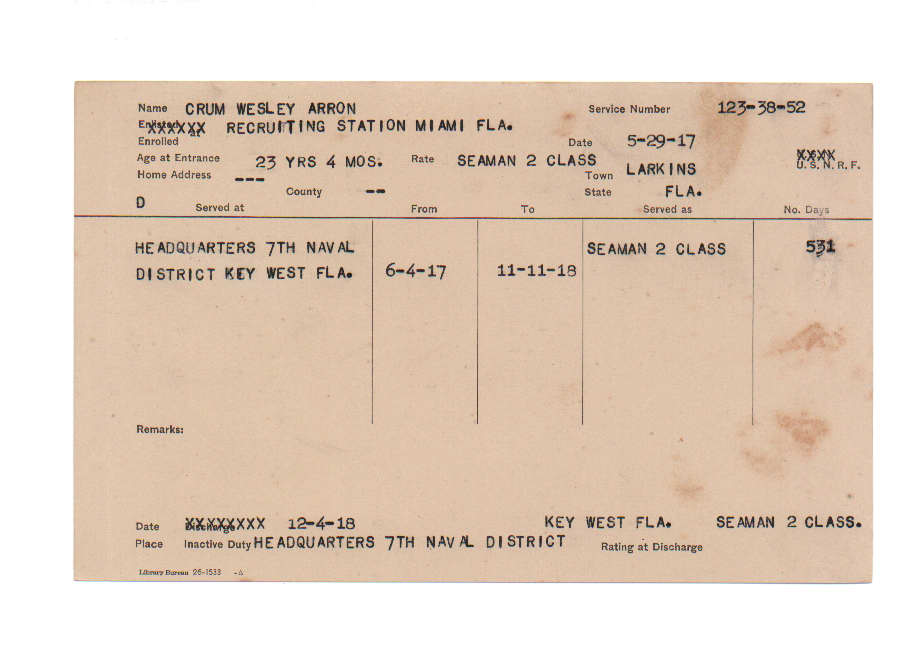 Name CRUM WESLEY ARRON Service Number 123-38-52
Enlisted at XXXXXX RECRUITING STATION MIAMI FLA.
Enrolled Date 5-29-17
Age at Entrance 23 YRS 4 MOS. Rate SEAMAN 2 CLASS XXXX U.S.N.R.F.
Home Address --- Town LARKINS
County -- State FLA.
D Served at From To Served as No. Days
HEADQUARTERS 7TH NAVAL SEAMAN 2 CLASS 531
DISTRICT KEY WEST FLA. 6-4-17 11-11-18
Remarks:
Date Discharge XXXXXXXX 12-4-18 KEY WEST FLA. SEAMAN 2 CLASS.
Place Inactive Duty HEADQUARTERS 7TH NAVAL DISTRICT Rating at Discharge
Library Bureau 26-1533 -A